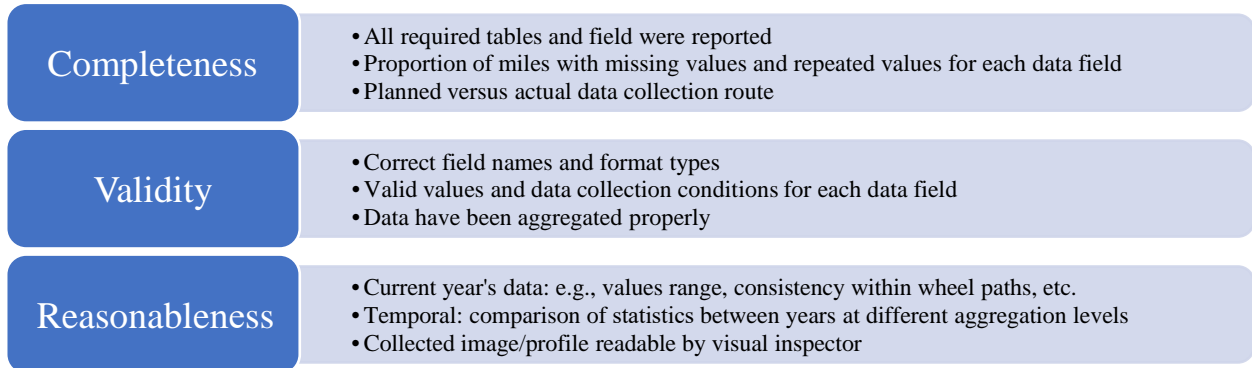 Completeness
•All required tables and field were reported
•Proportion of miles with missing values and repeated values for each data field
•Planned versus actual data collection route
Validity
•Correct field names and format types
•Valid values and data collection conditions for each data field
•Data have been aggregated properly
Reasonableness
•Current year's data: e.g., values range, consistency within wheel paths, etc.
•Temporal: comparison of statistics between years at different aggregation levels
•Collected image/profile readable by visual inspector